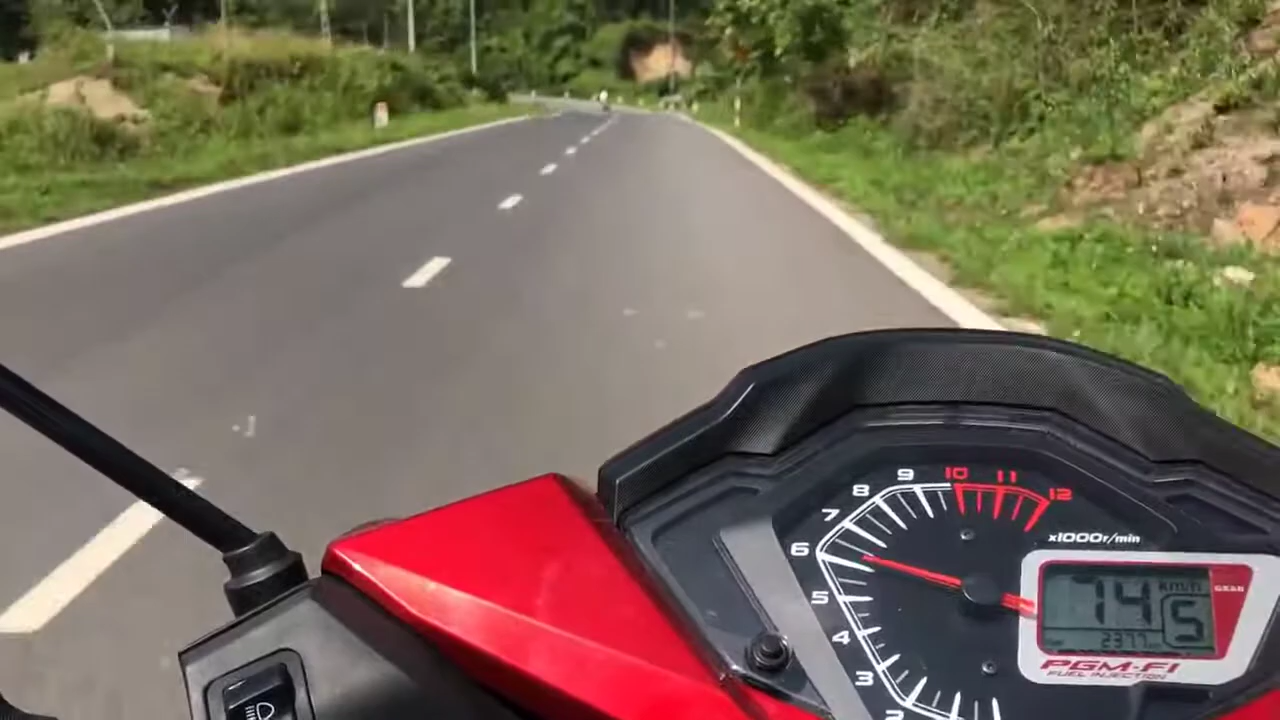 10 11
9 12
8
7 x1000r/min
6
74 km/h GEAR
5 5
4 2377
PGM-FI
3 FUEL INJECTION
2